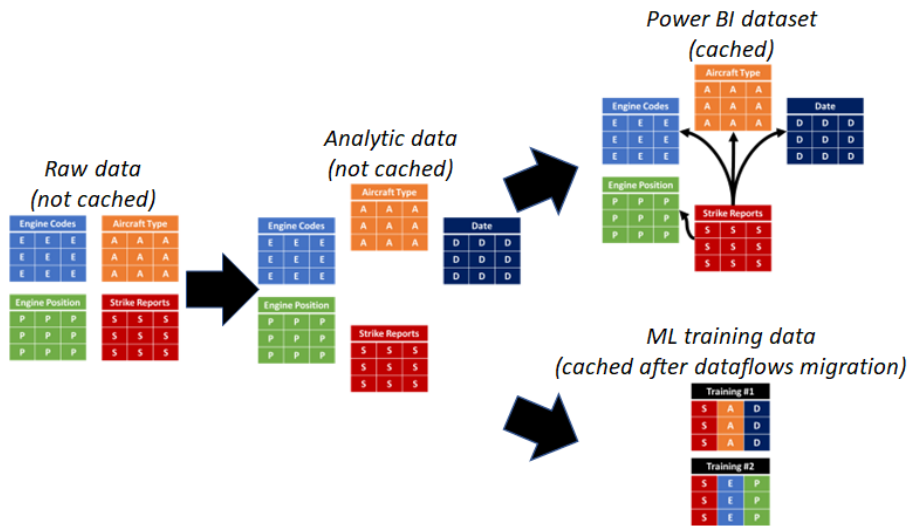 Raw data
(not cached)
Engine Codes
E E E
E E E
E E E
Aircraft Type
A A A
A A A
A A A
Engine Position
P P P
P P P
P P P
Strike Reports
S S S
S S S
S S S
Analytic data
(not cached)
Aircraft Type
A A A
A A A
A A A
Engine Codes
E E E
E E E
E E E
Date
D D D
D D D
D D D
Engine Position
P P P
P P P
P P P
Strike Reports
S S S
S S S
S S S
Power BI dataset
(cached)
Aircraft Type
A A A
A A A
A A A
Engine Codes
E E E
E E E
E E E
Date
D D D
D D D
D D D
Engine Position
P P P
P P P
P P P
Strike Reports
S S S
S S S
S S S
ML training data
(cached after dataflows migration)
Training #1
S A D
S A D
S A D
Training #2
S E P
S E P
S E P